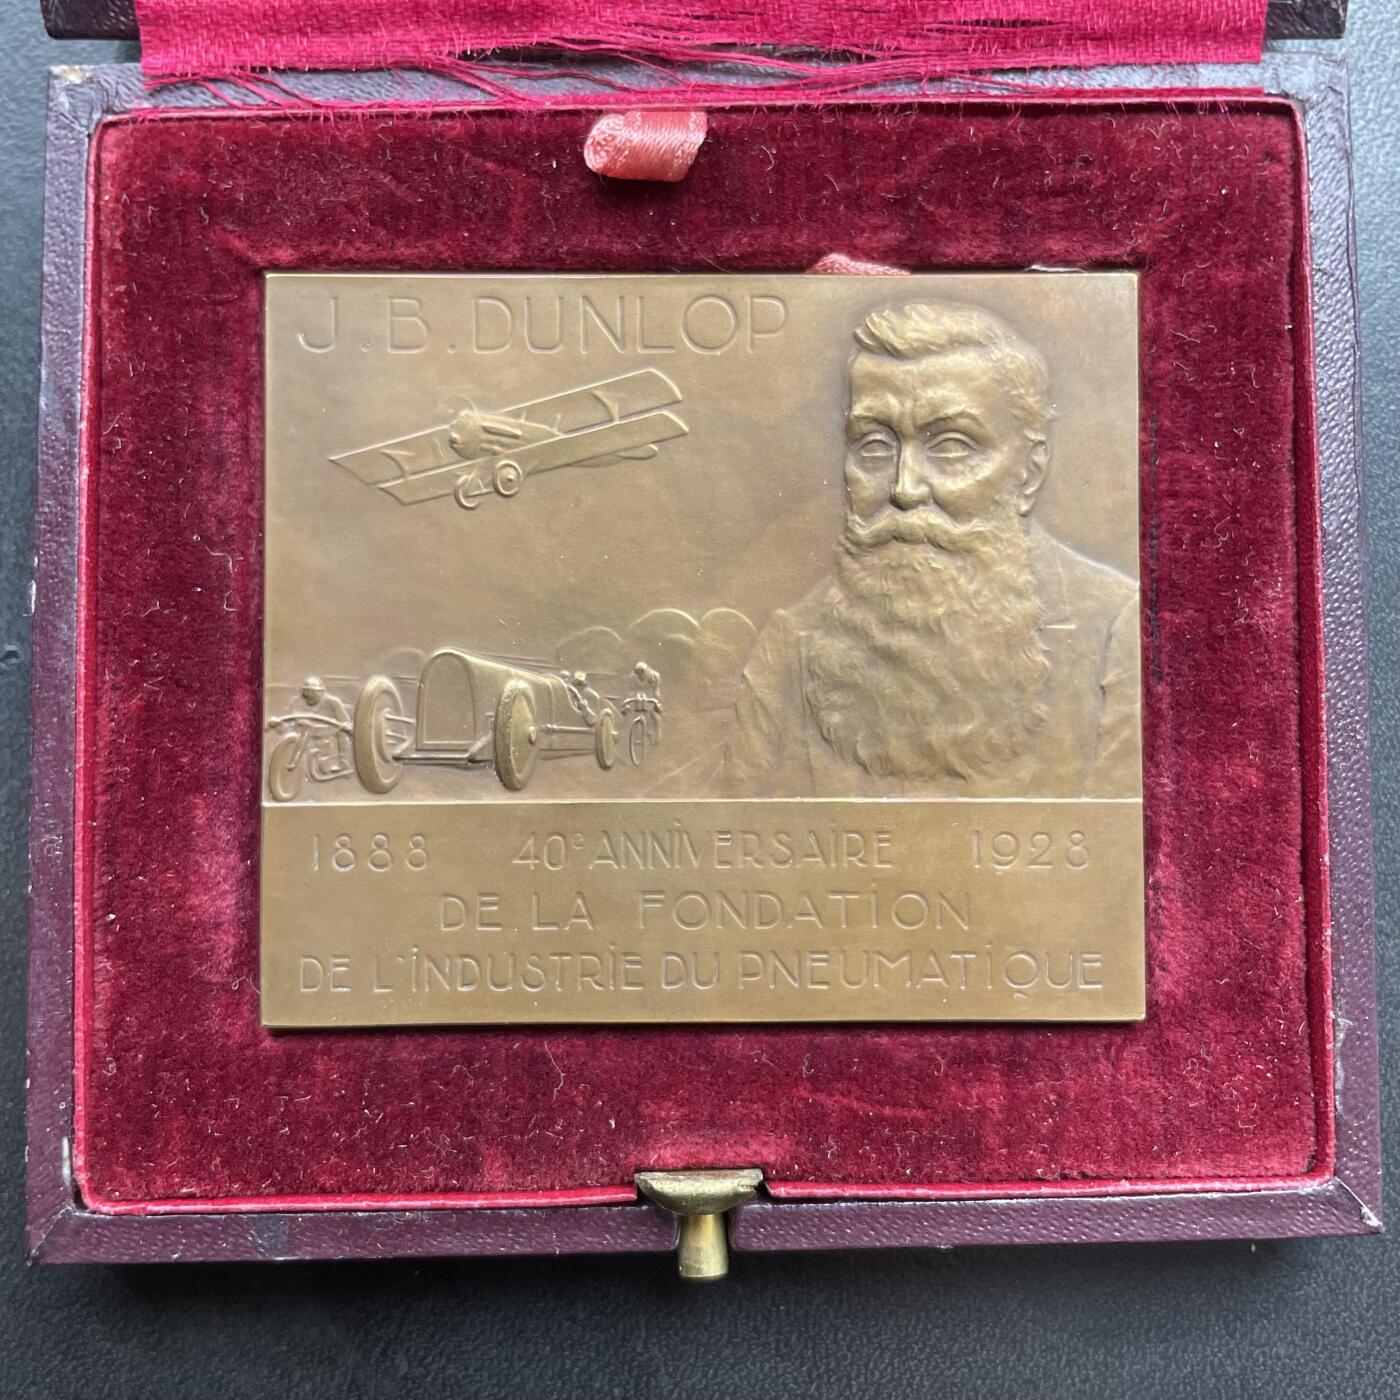 J.B.DUNLOP
1888 40e ANNIVERSAIRE 1928
DE LA FONDATION
DE L'INDUSTRIE DU PNEUMATIQUE